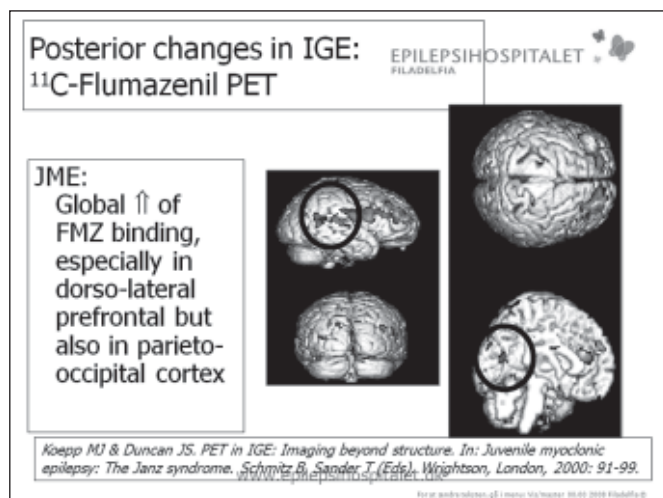 Posterior changes in IGE:
¹¹C-Flumazenil PET
EPILEPSIHOSPITALET
FILADELFIA
JME:
Global ⇑ of
FMZ binding,
especially in
dorso-lateral
prefrontal but
also in parieto-
occipital cortex
Koepp MJ & Duncan JS. PET in IGE: Imaging beyond structure. In: Juvenile myoclonic
epilepsy: The Janz syndrome. Schmitz B, Sander T (Eds). Wrightson, London, 2000: 91-99.
www.epilepsihospitalet.dk